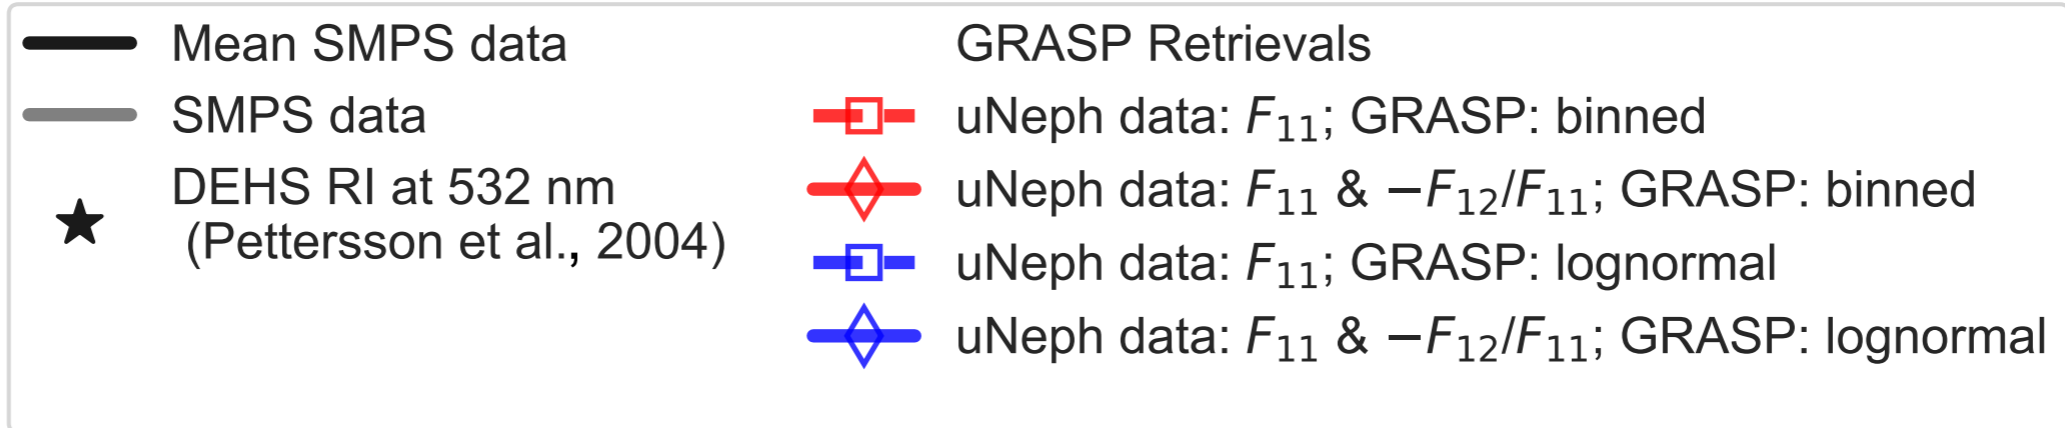 Mean SMPS data
SMPS data
DEHS RI at 532 nm
(Pettersson et al., 2004)
GRASP Retrievals
uNeph data: F₁₁; GRASP: binned
uNeph data: F₁₁ & −F₁₂/F₁₁; GRASP: binned
uNeph data: F₁₁; GRASP: lognormal
uNeph data: F₁₁ & −F₁₂/F₁₁; GRASP: lognormal